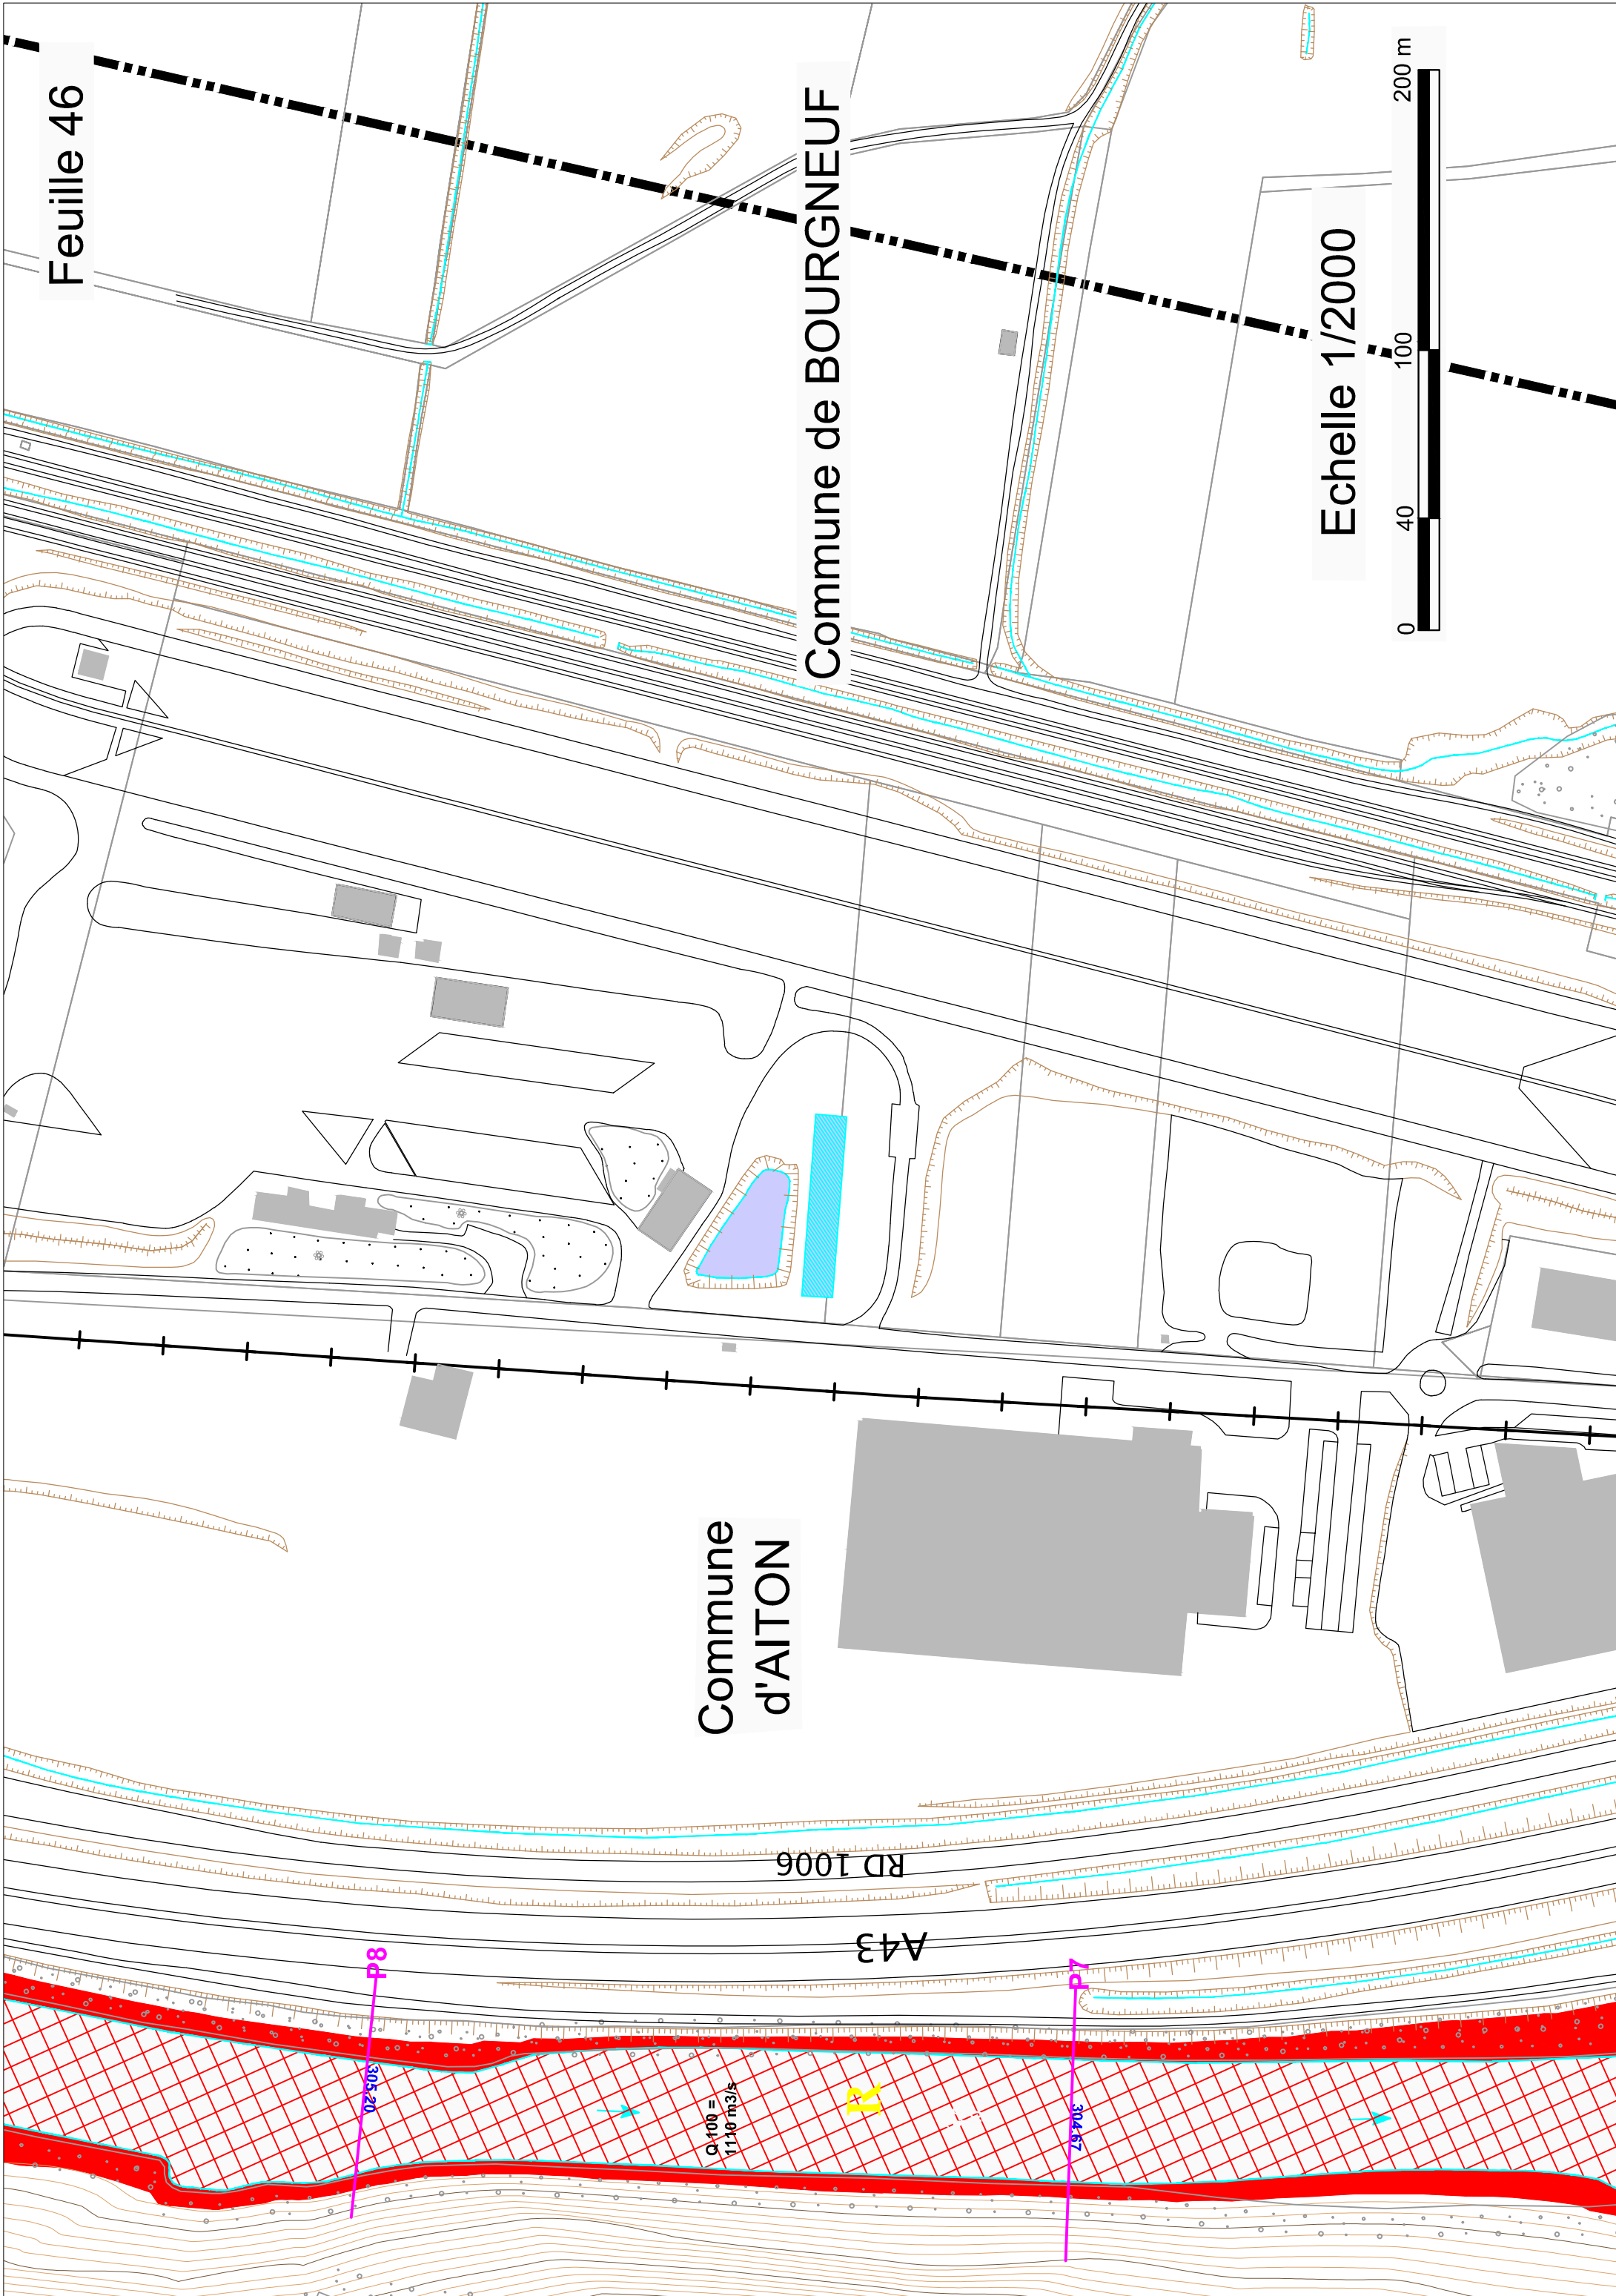 Feuille 46
Commune de BOURGNEUF
Echelle 1/2000
0
40
100
200 m
Commune
d'AITON
RD 1006
A43
P8
P7
305.20
Q 100 =
1110 m3/s
R
304.67